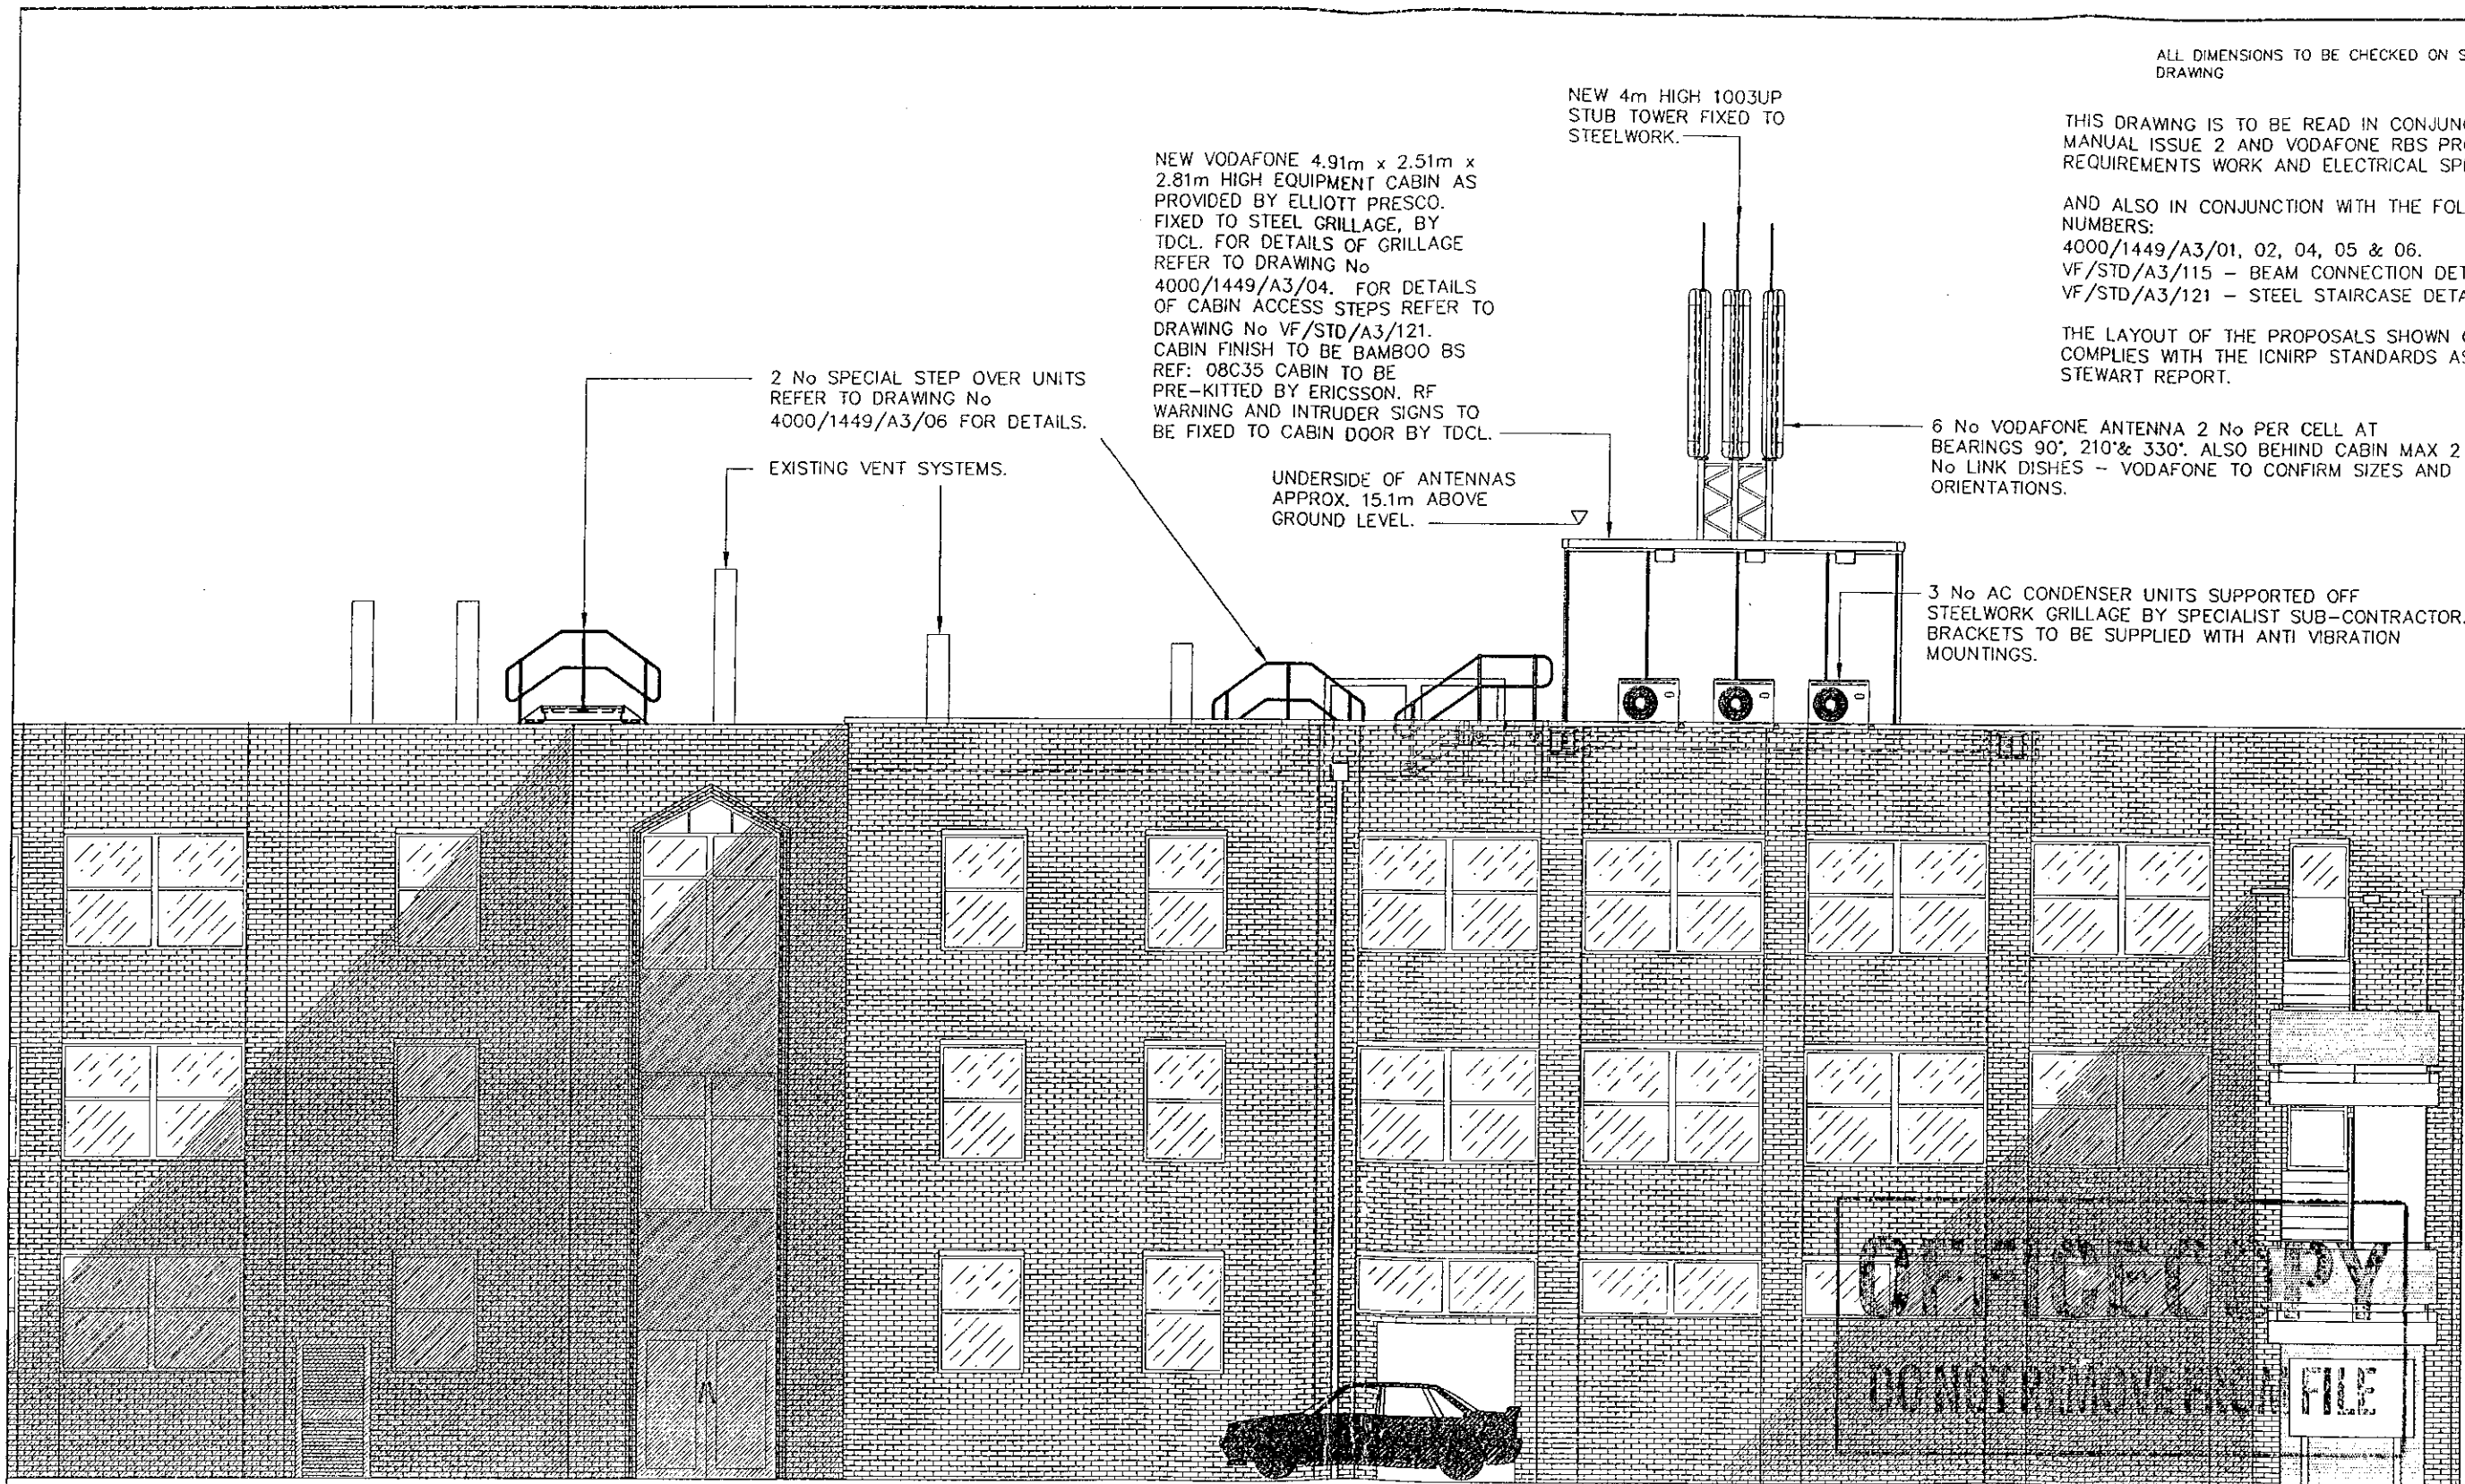 ALL DIMENSIONS TO BE CHECKED ON
DRAWING
NEW 4m HIGH 1003UP
STUB TOWER FIXED TO
STEELWORK.
THIS DRAWING IS TO BE READ IN
MANUAL ISSUE 2 AND VODAFONE RBS
REQUIREMENTS WORK AND ELECTRICAL
AND ALSO IN CONJUNCTION WITH THE
NUMBERS:
4000/1449/A3/01, 02, 04, 05 & 06.
VF/STD/A3/115 – BEAM CONNECTION
VF/STD/A3/121 – STEEL STAIRCASE
THE LAYOUT OF THE PROPOSALS SHOWN
COMPLIES WITH THE ICNIRP STANDARDS
STEWART REPORT.
NEW VODAFONE 4.91m x 2.51m x
2.81m HIGH EQUIPMENT CABIN AS
PROVIDED BY ELLIOTT PRESCO.
FIXED TO STEEL GRILLAGE, BY
TDCL. FOR DETAILS OF GRILLAGE
REFER TO DRAWING No
4000/1449/A3/04. FOR DETAILS
OF CABIN ACCESS STEPS REFER TO
DRAWING No VF/STD/A3/121.
CABIN FINISH TO BE BAMBOO BS
REF: 08C35 CABIN TO BE
PRE-KITTED BY ERICSSON. RF
WARNING AND INTRUDER SIGNS TO
BE FIXED TO CABIN DOOR BY TDCL.
2 No SPECIAL STEP OVER UNITS
REFER TO DRAWING No
4000/1449/A3/06 FOR DETAILS.
EXISTING VENT SYSTEMS.
UNDERSIDE OF ANTENNAS
APPROX. 15.1m ABOVE
GROUND LEVEL.
6 No VODAFONE ANTENNA 2 No PER CELL AT
BEARINGS 90°, 210°& 330°. ALSO BEHIND CABIN MAX 2
No LINK DISHES – VODAFONE TO CONFIRM SIZES AND
ORIENTATIONS.
3 No AC CONDENSER UNITS SUPPORTED OFF
STEELWORK GRILLAGE BY SPECIALIST SUB-CONTRACTOR.
BRACKETS TO BE SUPPLIED WITH ANTI VIBRATION
MOUNTINGS.
OFFICE COPY
DO NOT REMOVE FROM FILE